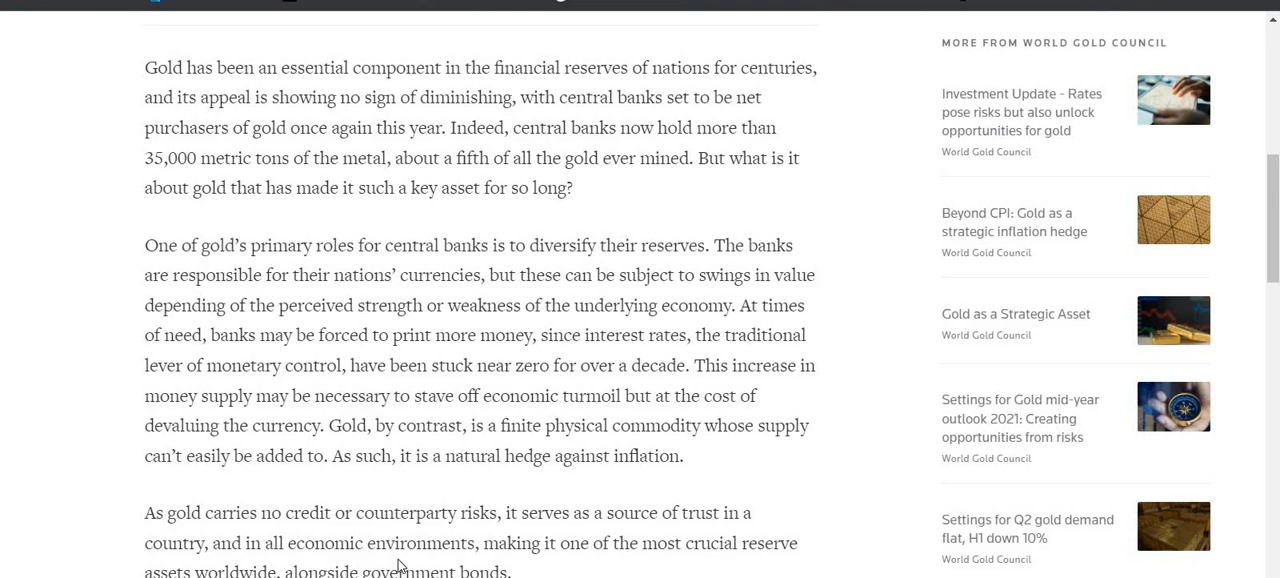 Gold has been an essential component in the financial reserves of nations for centuries,
and its appeal is showing no sign of diminishing, with central banks set to be net
purchasers of gold once again this year. Indeed, central banks now hold more than
35,000 metric tons of the metal, about a fifth of all the gold ever mined. But what is it
about gold that has made it such a key asset for so long?
One of gold’s primary roles for central banks is to diversify their reserves. The banks
are responsible for their nations’ currencies, but these can be subject to swings in value
depending of the perceived strength or weakness of the underlying economy. At times
of need, banks may be forced to print more money, since interest rates, the traditional
lever of monetary control, have been stuck near zero for over a decade. This increase in
money supply may be necessary to stave off economic turmoil but at the cost of
devaluing the currency. Gold, by contrast, is a finite physical commodity whose supply
can’t easily be added to. As such, it is a natural hedge against inflation.
As gold carries no credit or counterparty risks, it serves as a source of trust in a
country, and in all economic environments, making it one of the most crucial reserve
assets worldwide, alongside government bonds.
MORE FROM WORLD GOLD COUNCIL
Investment Update - Rates
pose risks but also unlock
opportunities for gold
World Gold Council
Beyond CPI: Gold as a
strategic inflation hedge
World Gold Council
Gold as a Strategic Asset
World Gold Council
Settings for Gold mid-year
outlook 2021: Creating
opportunities from risks
World Gold Council
Settings for Q2 gold demand
flat, H1 down 10%
World Gold Council